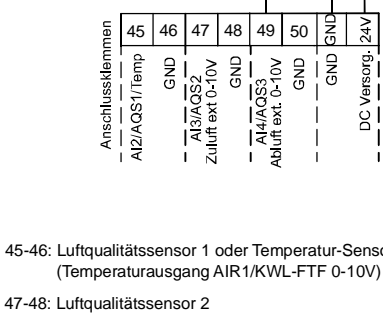 45 46 47 48 49 50 GND 24V
Anschlussklemmen
AI2/AQS1/Temp
GND
AI3/AQS2
Zuluft ext 0-10V
GND
AI4/AQS3
Abluft ext. 0-10V
GND
GND
DC Versorg.
45-46: Luftqualitätssensor 1 oder Temperatur-Senso
(Temperaturausgang AIR1/KWL-FTF 0-10V)
47-48: Luftqualitätssensor 2